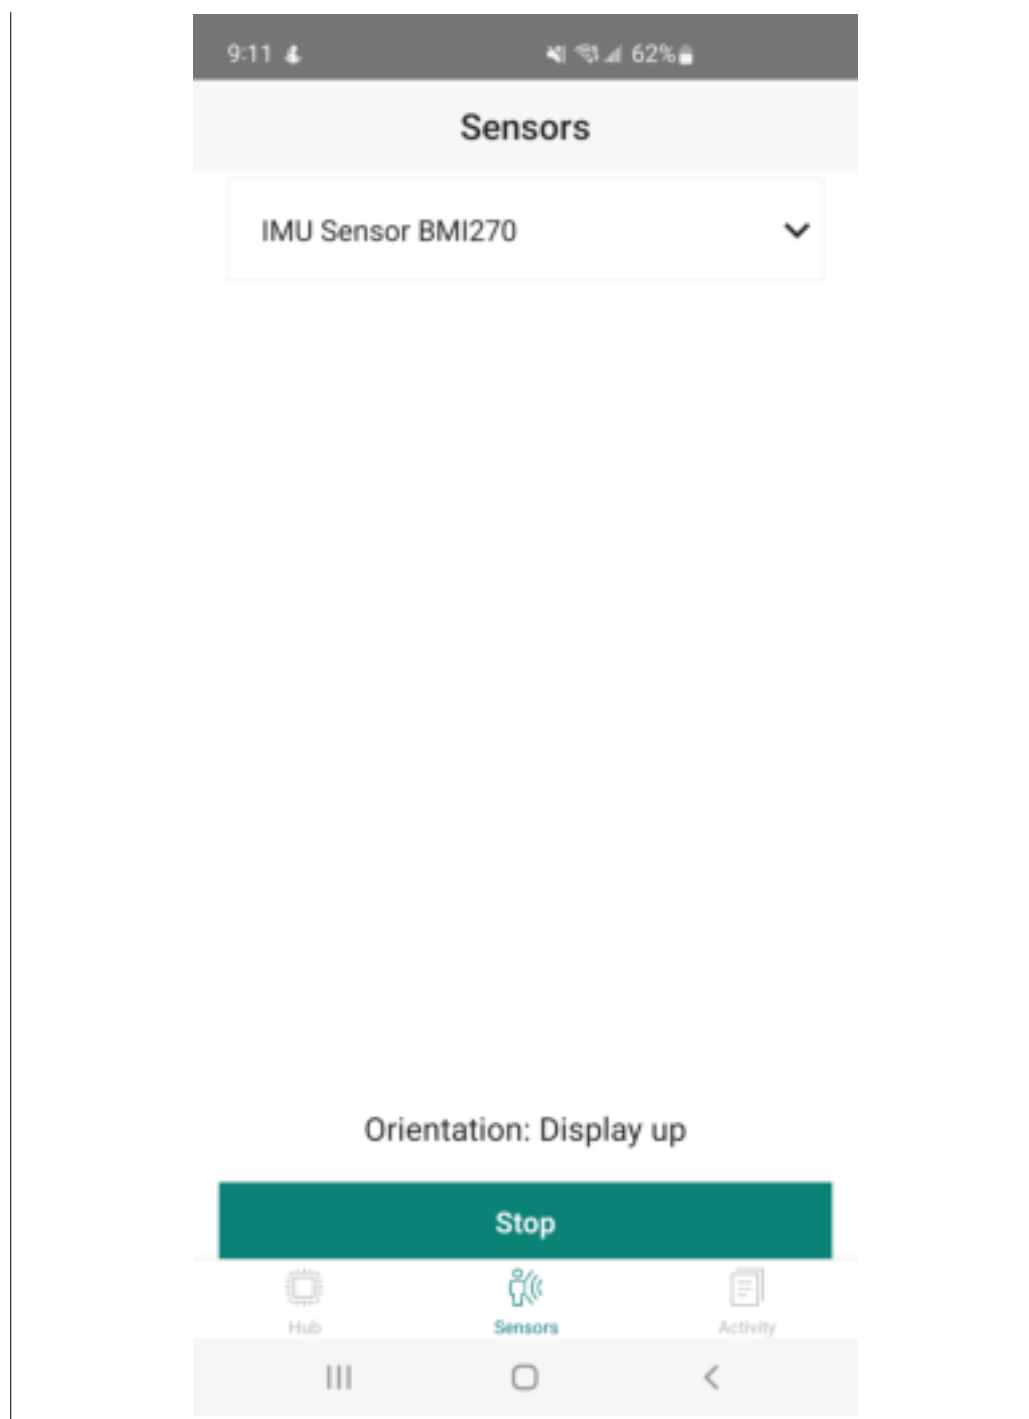 9:11 62%
Sensors
IMU Sensor BMI270
Orientation: Display up
Stop
Hub Sensors Activity